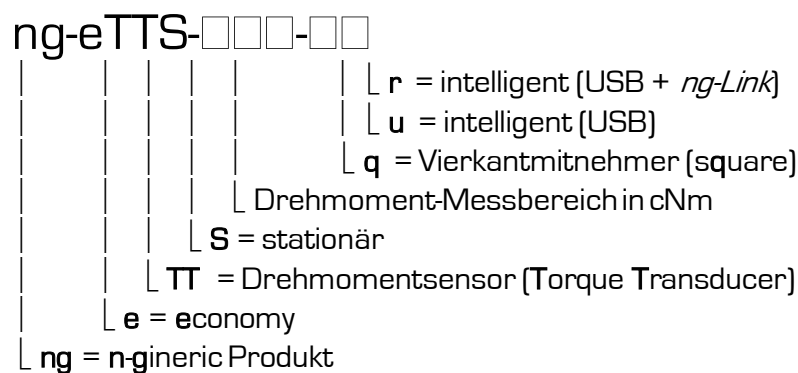 ng-eTTS-□□□-□□
r = intelligent (USB + ng-Link)
u = intelligent (USB)
q = Vierkantmitnehmer (square)
Drehmoment-Messbereich in cNm
S = stationär
TT = Drehmomentsensor (Torque Transducer)
e = economy
ng = n-gineric Produkt